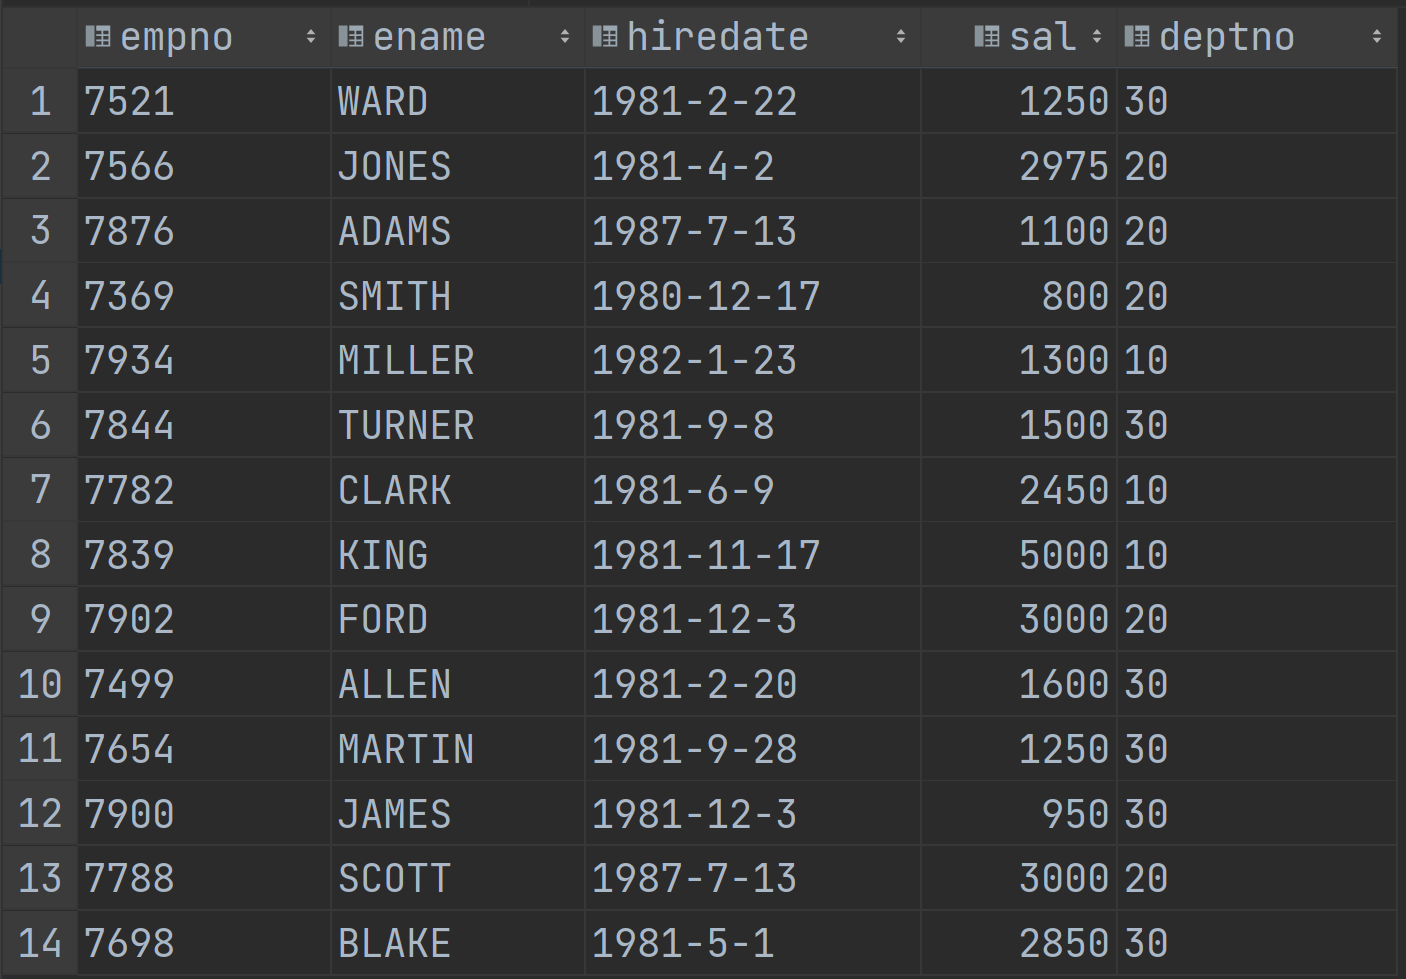 empno ename hiredate sal deptno
1 7521 WARD 1981-2-22 1250 30
2 7566 JONES 1981-4-2 2975 20
3 7876 ADAMS 1987-7-13 1100 20
4 7369 SMITH 1980-12-17 800 20
5 7934 MILLER 1982-1-23 1300 10
6 7844 TURNER 1981-9-8 1500 30
7 7782 CLARK 1981-6-9 2450 10
8 7839 KING 1981-11-17 5000 10
9 7902 FORD 1981-12-3 3000 20
10 7499 ALLEN 1981-2-20 1600 30
11 7654 MARTIN 1981-9-28 1250 30
12 7900 JAMES 1981-12-3 950 30
13 7788 SCOTT 1987-7-13 3000 20
14 7698 BLAKE 1981-5-1 2850 30